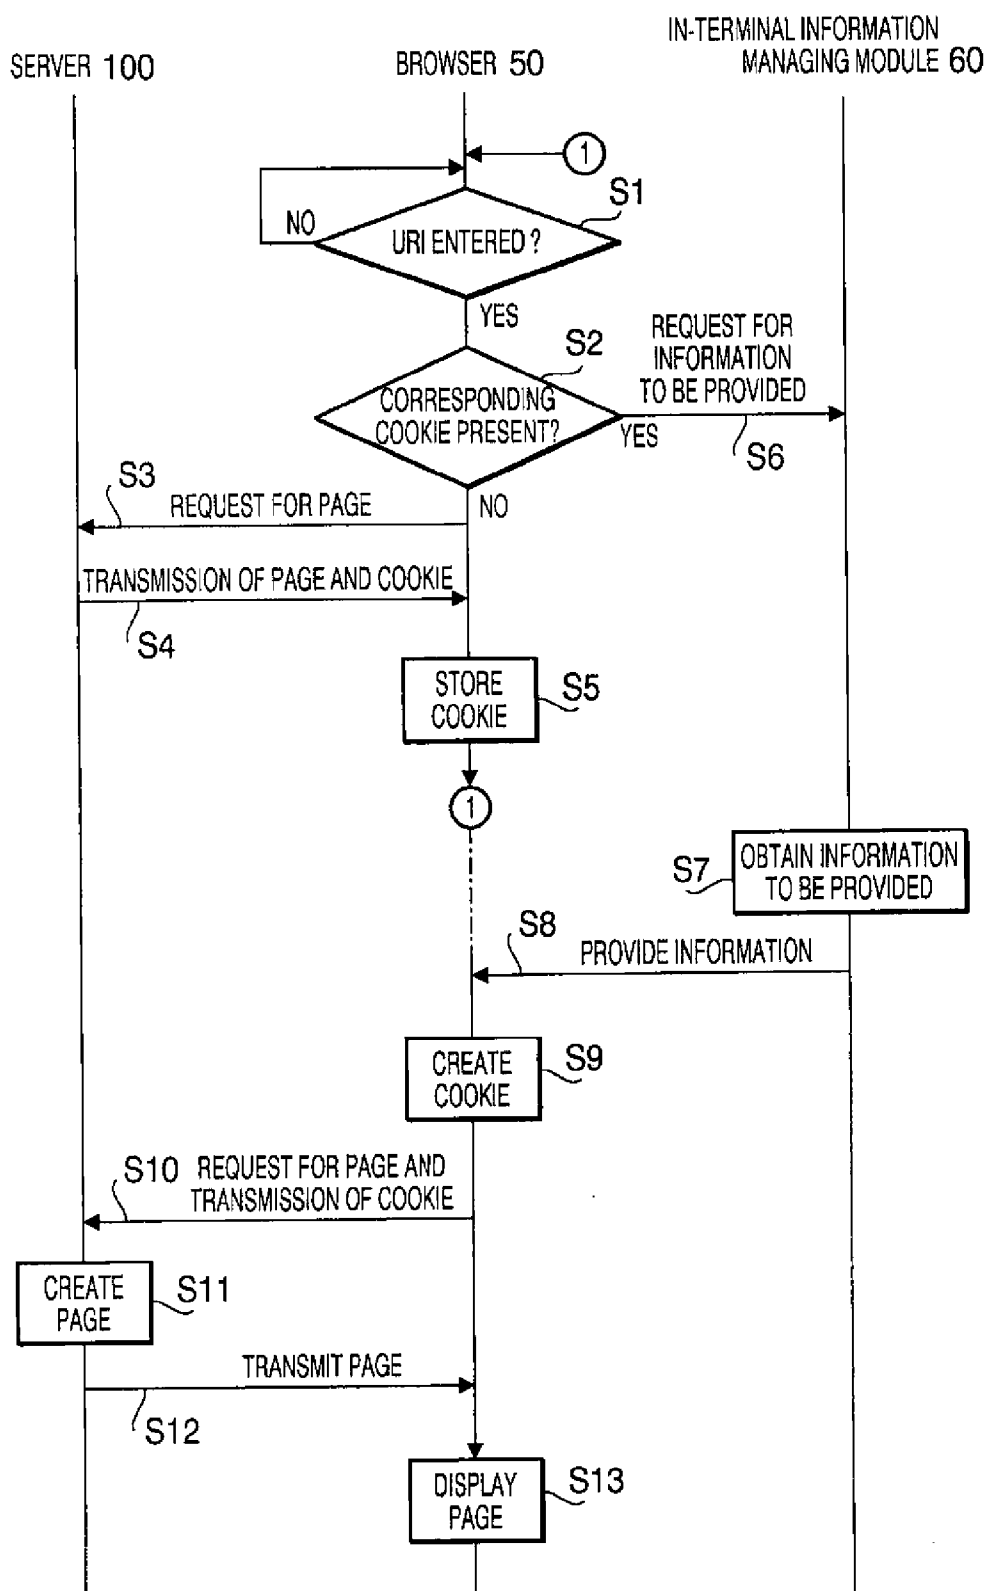 IN-TERMINAL INFORMATION
MANAGING MODULE 60
SERVER 100
BROWSER 50
1
S1
NO
URI ENTERED ?
YES
S2
REQUEST FOR
INFORMATION
TO BE PROVIDED
CORRESPONDING
COOKIE PRESENT?
YES
S6
S3
REQUEST FOR PAGE
NO
TRANSMISSION OF PAGE AND COOKIE
S4
STORE
COOKIE
S5
1
S7
OBTAIN INFORMATION
TO BE PROVIDED
S8
PROVIDE INFORMATION
CREATE
COOKIE
S9
S10
REQUEST FOR PAGE AND
TRANSMISSION OF COOKIE
CREATE
PAGE
S11
TRANSMIT PAGE
S12
DISPLAY
PAGE
S13